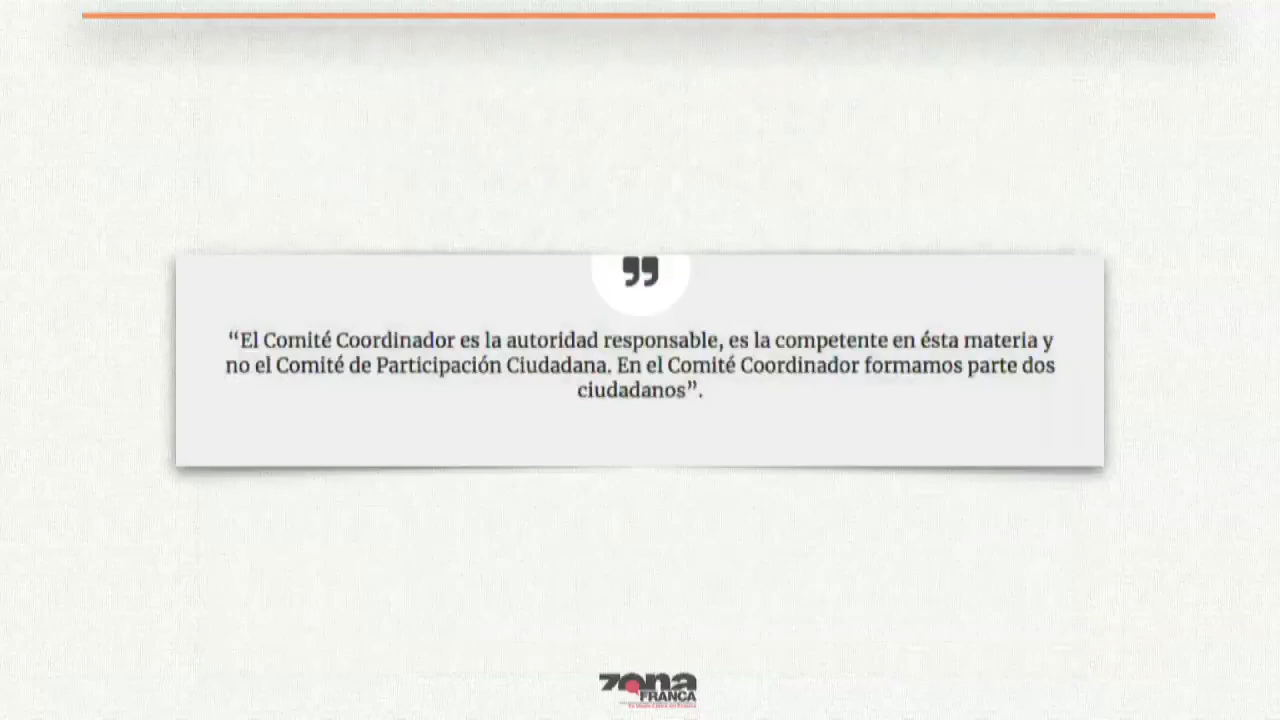 “El Comité Coordinador es la autoridad responsable, es la competente en ésta materia y
no el Comité de Participación Ciudadana. En el Comité Coordinador formamos parte dos
ciudadanos”.
zona
FRANCA